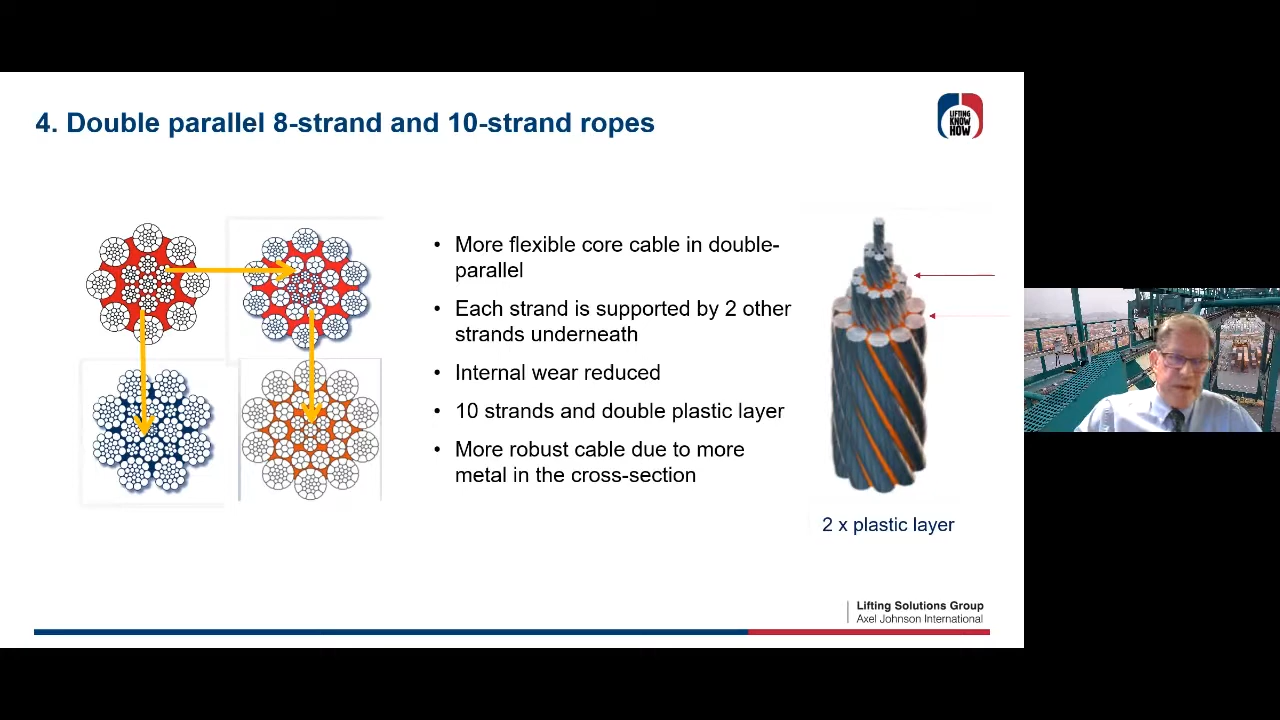 4. Double parallel 8-strand and 10-strand ropes
LIFTING
KNOW
HOW
• More flexible core cable in double-
parallel
• Each strand is supported by 2 other
strands underneath
• Internal wear reduced
• 10 strands and double plastic layer
• More robust cable due to more
metal in the cross-section
2 x plastic layer
Lifting Solutions Group
Axel Johnson International